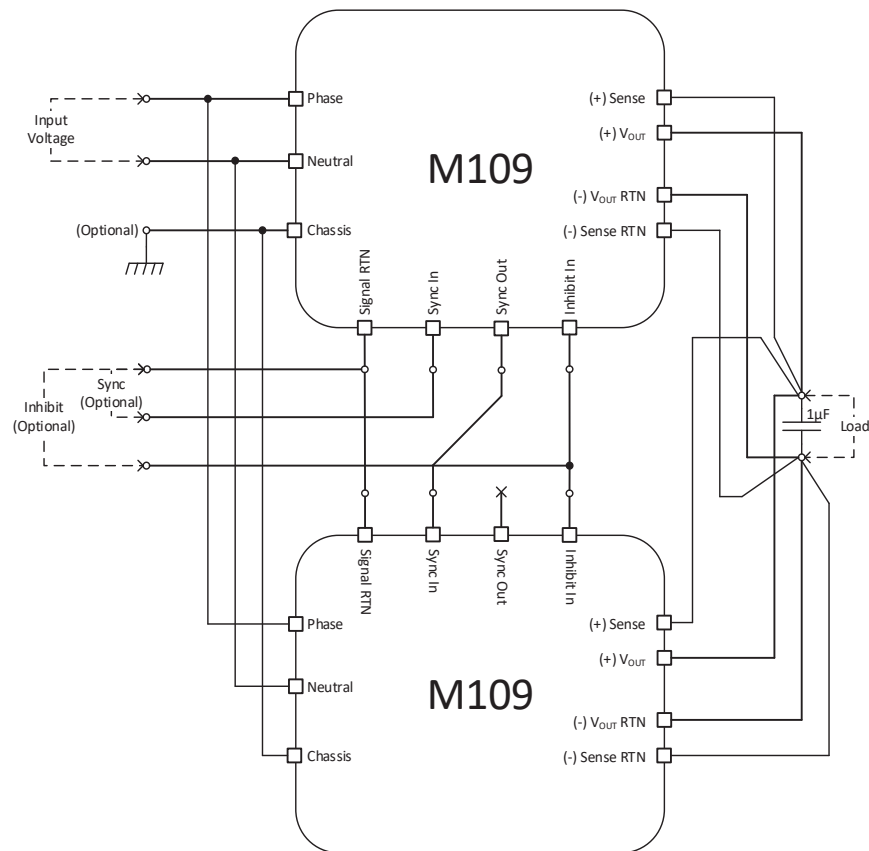 Phase
(+) Sense
Input
Voltage
(+) VOUT
Neutral
M109
(-) VOUT RTN
(Optional)
Chassis
(-) Sense RTN
Signal RTN
Sync In
Sync Out
Inhibit In
Sync
(Optional)
Inhibit
(Optional)
1µF
Load
Signal RTN
Sync In
Sync Out
Inhibit In
Phase
(+) Sense
(+) VOUT
Neutral
M109
(-) VOUT RTN
Chassis
(-) Sense RTN